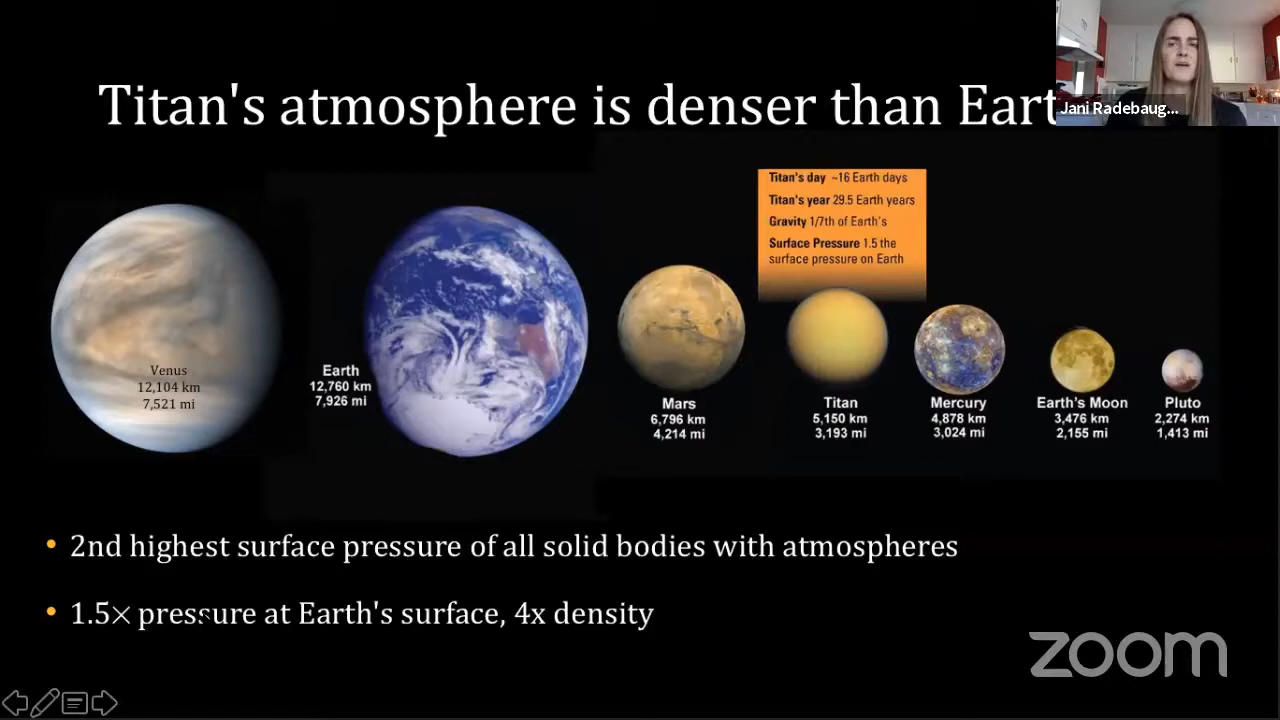 Titan's atmosphere is denser than Eart
Jani Radebaug...
Titan's day ~16 Earth days
Titan's year 29.5 Earth years
Gravity 1/7th of Earth's
Surface Pressure 1.5 the
surface pressure on Earth
Venus
12,104 km
7,521 mi
Earth
12,760 km
7,926 mi
Mars
6,796 km
4,214 mi
Titan
5,150 km
3,193 mi
Mercury
4,878 km
3,024 mi
Earth's Moon
3,476 km
2,155 mi
Pluto
2,274 km
1,413 mi
• 2nd highest surface pressure of all solid bodies with atmospheres
• 1.5× pressure at Earth's surface, 4x density
zoom